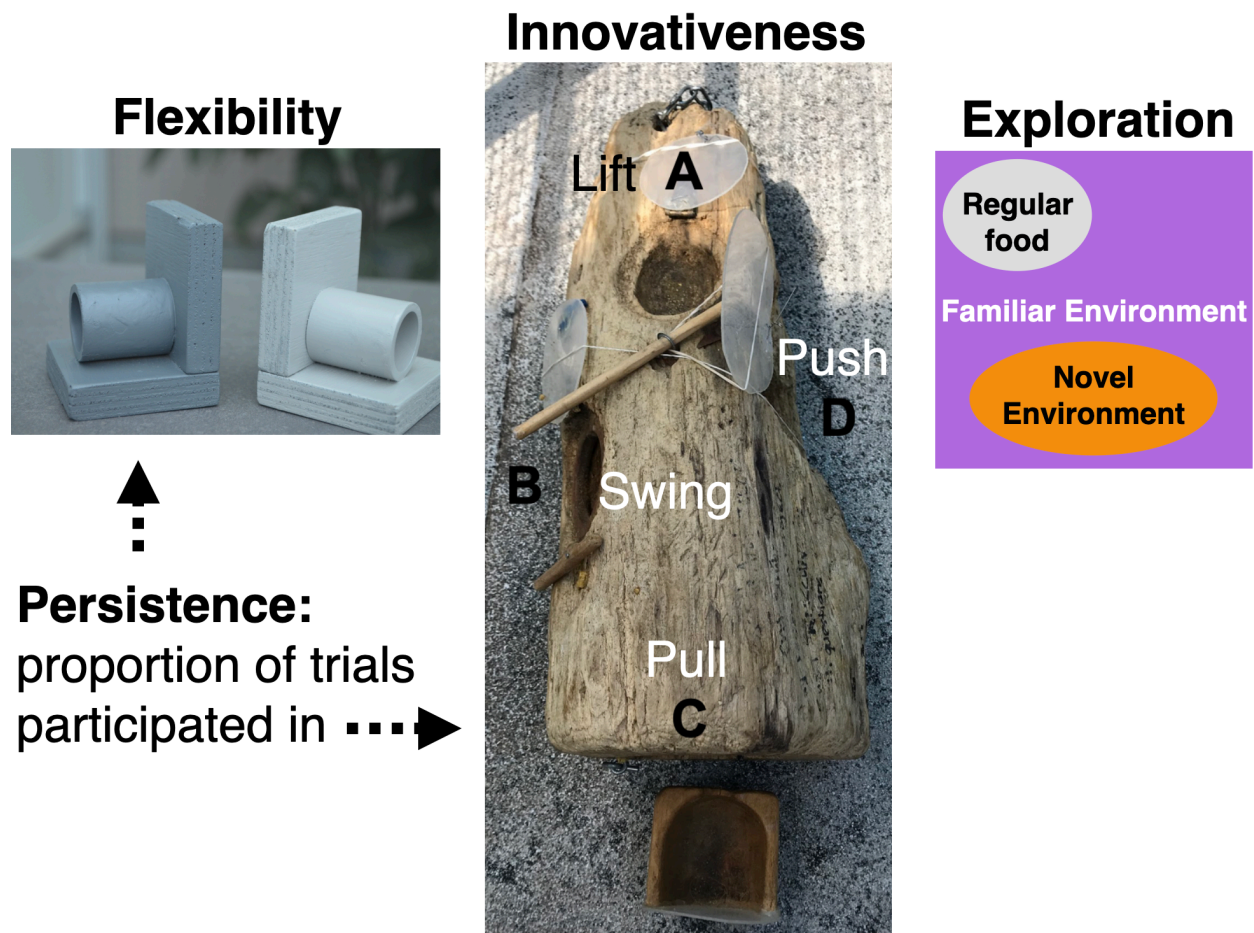 Innovativeness
Flexibility
Exploration
Lift A
Push
D
B
Swing
Pull
C
Regular
food
Familiar Environment
Novel
Environment
Persistence:
proportion of trials
participated in